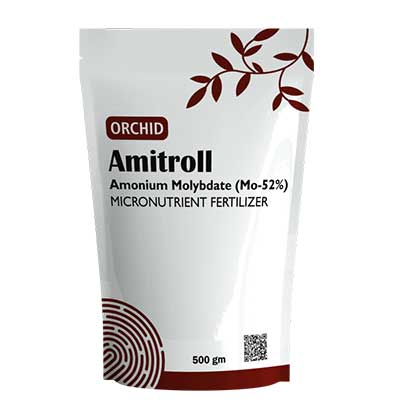 ORCHID
Amitroll
Amonium Molybdate (Mo-52%)
MICRONUTRIENT FERTILIZER
500 gm